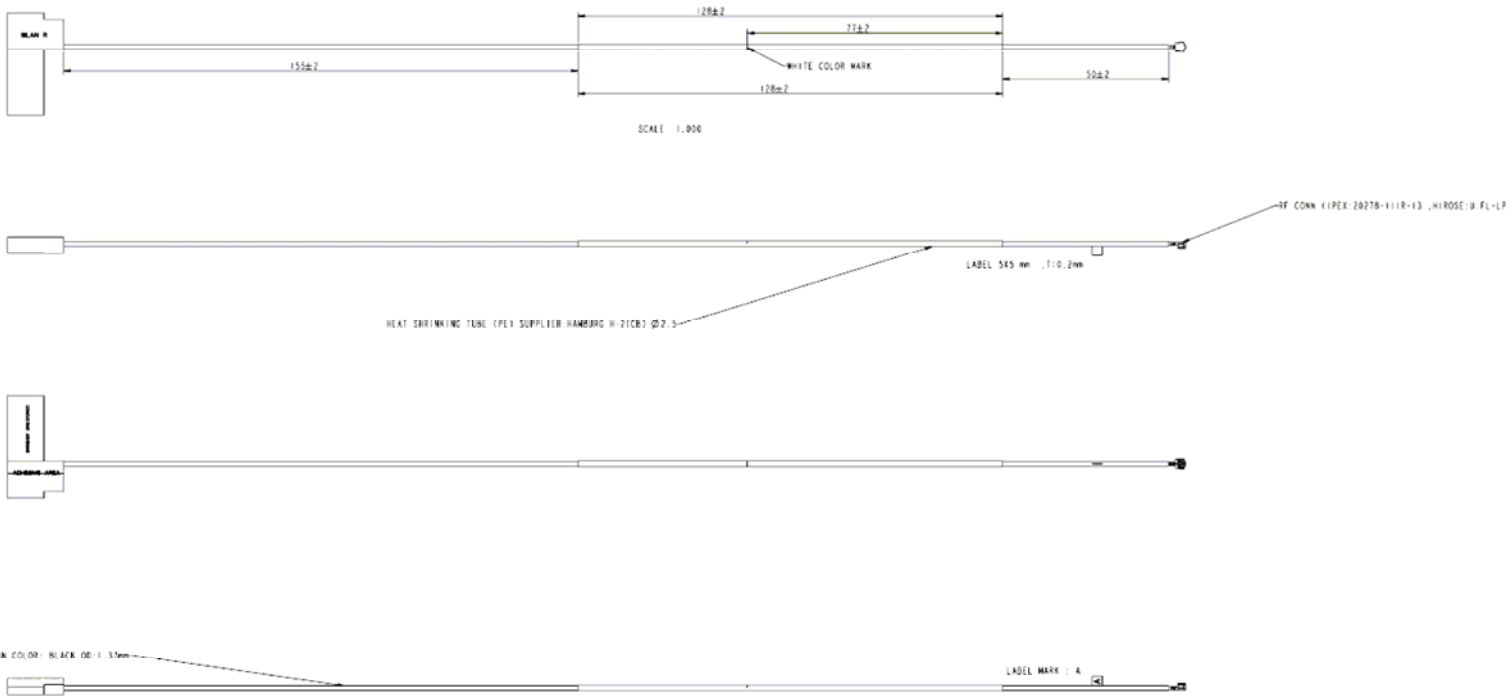 128±2
WLAN R
77±2
WHITE COLOR MARK
155±2
50±2
128±2
SCALE 1.000
RF CONN (IPEX:20278-111R-13 ,HIROSE:U.FL-LP
LABEL 5X5 mm ,T:0.2mm
HEAT SHRINKING TUBE (PE) SUPPLIER:HAMBURG H-2(CB) Ø2.5
ADHESIVE AREA
COLOR: BLACK OD:1.37mm
LABEL MARK : A
A